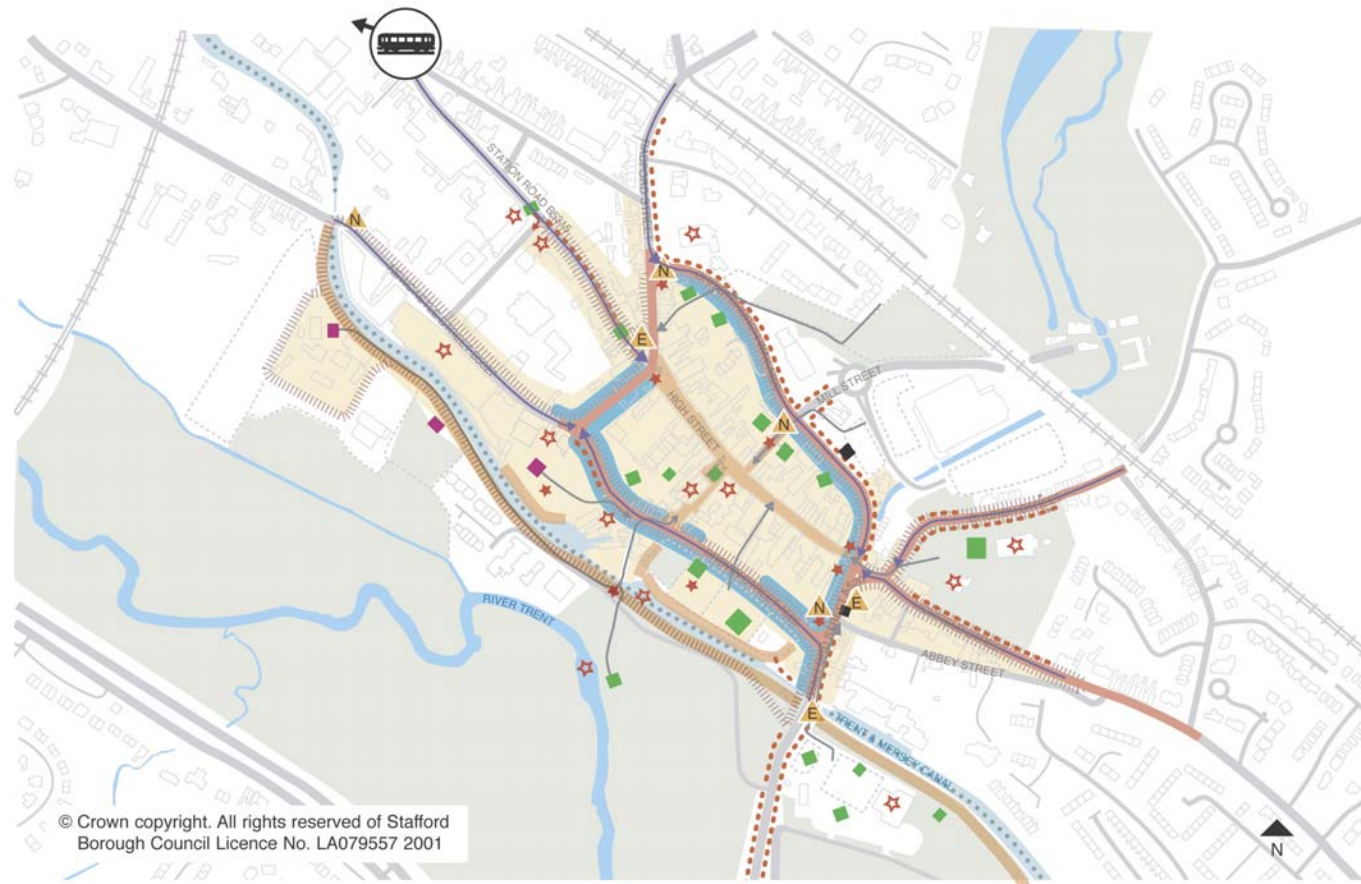 N
STATION ROAD B5315
N
E
MILL STREET
HIGH STREET
N
RIVER TRENT
N
E
ABBEY STREET
E
TRENT & MERSEY CANAL
© Crown copyright. All rights reserved of Stafford
Borough Council Licence No. LA079557 2001
N